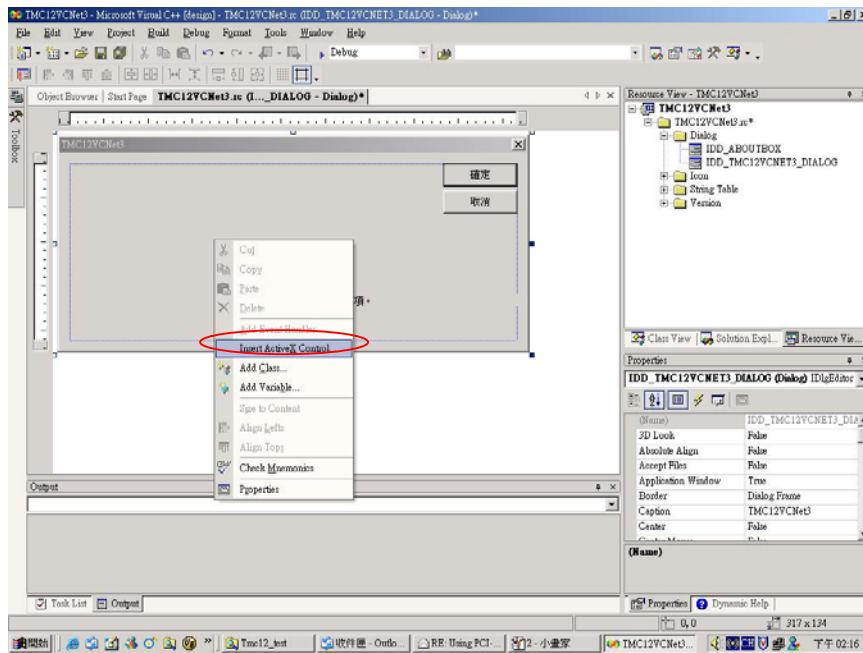 TMC12VCNet3 - Microsoft Visual C++ [design] - TMC12VCNet3.rc (IDD_TMC12VCNET3_DIALOG - Dialog)*
File Edit View Project Build Debug Format Tools Window Help
Debug
Object Browser Start Page TMC12VCNet3.rc (I..._DIALOG - Dialog)*
Toolbox
TMC12VCNet3
確定
取消
項。
Cut
Copy
Paste
Delete
Add Event Handler
Insert ActiveX Control
Add Class...
Add Variable...
Size to Content
Align Lefts
Align Tops
Check Mnemonics
Properties
Output
Task List Output
Resource View - TMC12VCNet3
TMC12VCNet3
TMC12VCNet3.rc*
Dialog
IDD_ABOUTBOX
IDD_TMC12VCNET3_DIALOG
Icon
String Table
Version
Class View Solution Expl... Resource Vie...
Properties
IDD_TMC12VCNET3_DIALOG (Dialog) IDlgEditor
(Name) IDD_TMC12VCNET3_DIA
3D Look False
Absolute Align False
Accept Files False
Application Window True
Border Dialog Frame
Caption TMC12VCNet3
Center False
(Name)
Properties Dynamic Help
0, 0 317 x 134
開始 Tmc12_test 收件匣 - Outlo... RE: Using PCI-... 2 - 小畫家 TMC12VCNet3... CH 下午 02:16